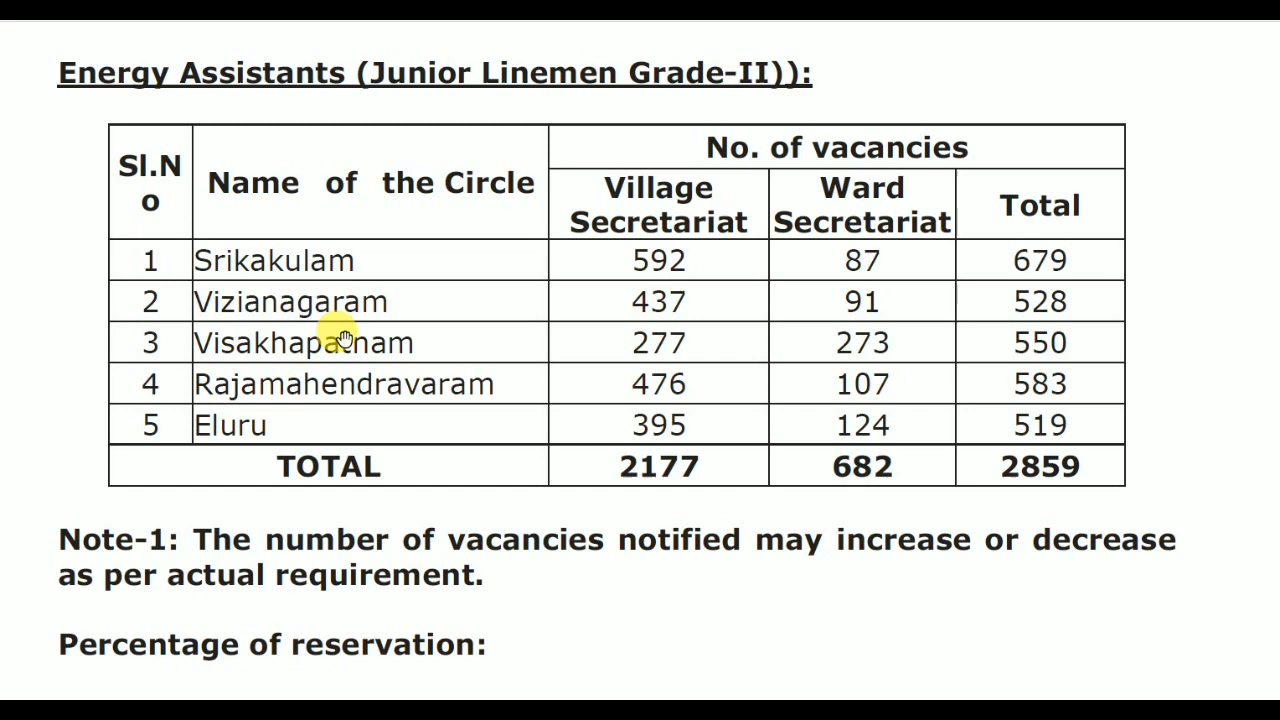 Energy Assistants (Junior Linemen Grade-II)):
Sl.N
o
Name of the Circle
No. of vacancies
Village
Secretariat
Ward
Secretariat
Total
1 Srikakulam 592 87 679
2 Vizianagaram 437 91 528
3 Visakhapatnam 277 273 550
4 Rajamahendravaram 476 107 583
5 Eluru 395 124 519
TOTAL 2177 682 2859
Note-1: The number of vacancies notified may increase or decrease
as per actual requirement.
Percentage of reservation: